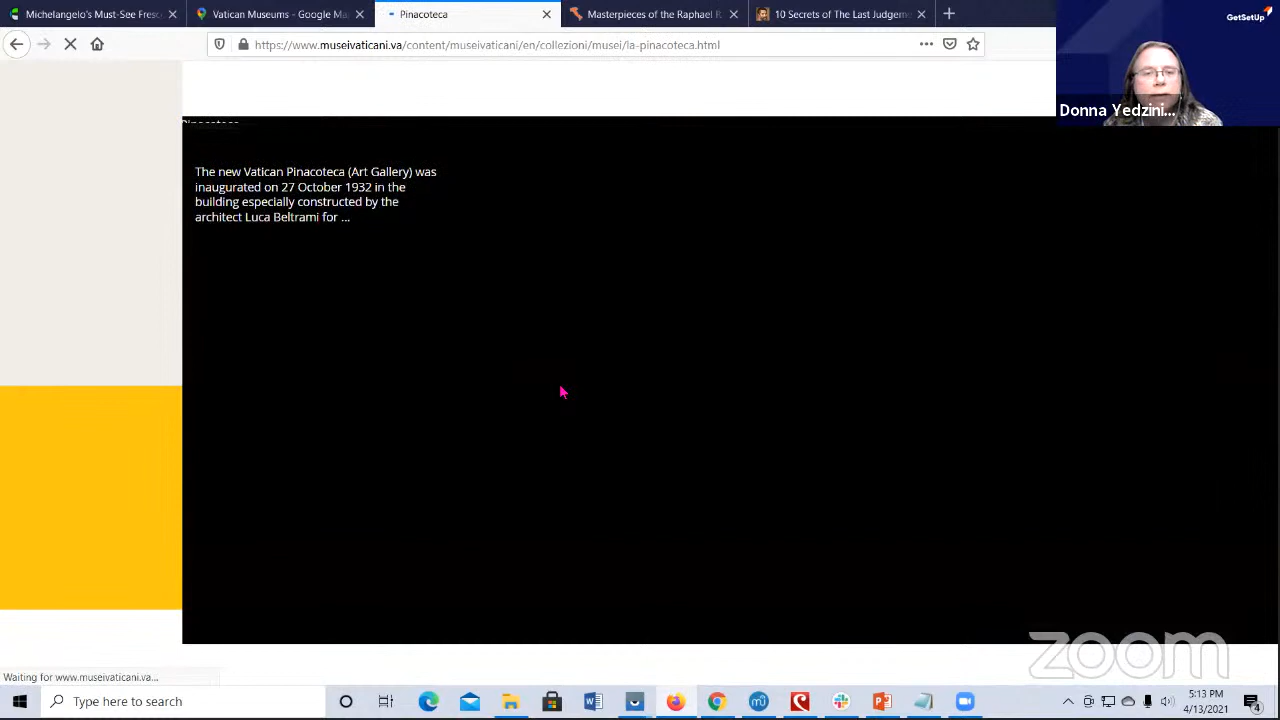 Michelangelo's Must-See Fresc
Vatican Museums - Google Ma
Pinacoteca
Masterpieces of the Raphael R
10 Secrets of The Last Judgeme
GetSetUp
https://www.museivaticani.va/content/museivaticani/en/collezioni/musei/la-pinacoteca.html
Donna Yedzini...
Pinacoteca
The new Vatican Pinacoteca (Art Gallery) was
inaugurated on 27 October 1932 in the
building especially constructed by the
architect Luca Beltrami for ...
zoom
Waiting for www.museivaticani.va...
Type here to search
5:13 PM
4/13/2021
4